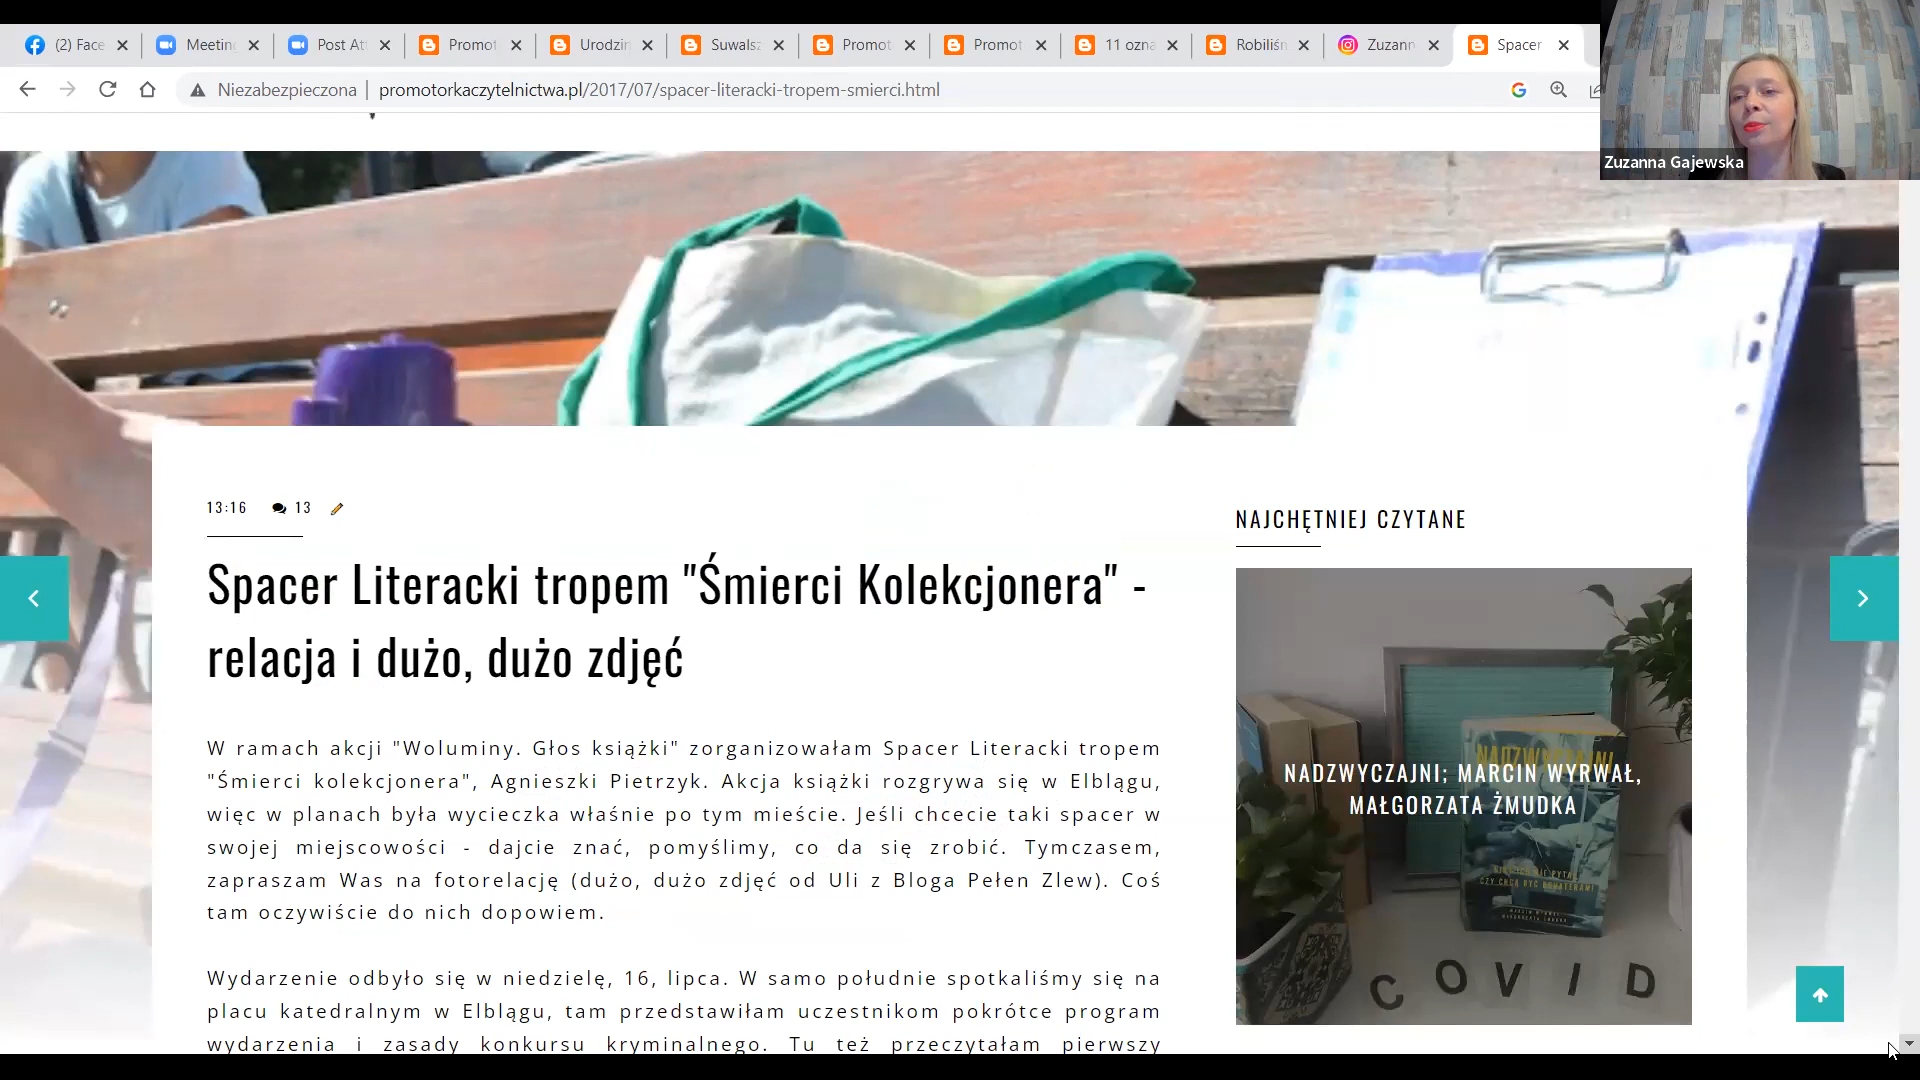 (2) Face
Meetin
Post At
Promot
Urodzin
Suwals
Promot
Promot
11 ozna
Robiliśn
Zuzann
Spacer
Niezabezpieczona | promotorkaczytelnictwa.pl/2017/07/spacer-literacki-tropem-smierci.html
Zuzanna Gajewska
13:16 13
Spacer Literacki tropem "Śmierci Kolekcjonera" -
relacja i dużo, dużo zdjęć
W ramach akcji "Woluminy. Głos książki" zorganizowałam Spacer Literacki tropem
"Śmierci kolekcjonera", Agnieszki Pietrzyk. Akcja książki rozgrywa się w Elblągu,
więc w planach była wycieczka właśnie po tym mieście. Jeśli chcecie taki spacer w
swojej miejscowości - dajcie znać, pomyślimy, co da się zrobić. Tymczasem,
zapraszam Was na fotorelację (dużo, dużo zdjęć od Uli z Bloga Pełen Zlew). Coś
tam oczywiście do nich dopowiem.
Wydarzenie odbyło się w niedzielę, 16, lipca. W samo południe spotkaliśmy się na
placu katedralnym w Elblągu, tam przedstawiłam uczestnikom pokrótce program
wydarzenia i zasady konkursu kryminalnego. Tu też przeczytałam pierwszy
NAJCHĘTNIEJ CZYTANE
NADZWYCZAJNI
NADZWYCZAJNI; MARCIN WYRWAŁ,
MAŁGORZATA ŻMUDKA
COVID